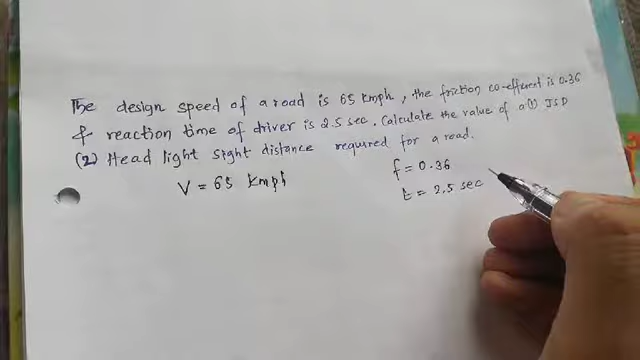 The design speed of a road is 65 kmph, the friction co-efficent is 0.36
& reaction time of driver is 2.5 sec. Calculate the value of a(1) ISD
(2) Head light sight distance required for a road.
V = 65 kmph
f = 0.36
t = 2.5 sec